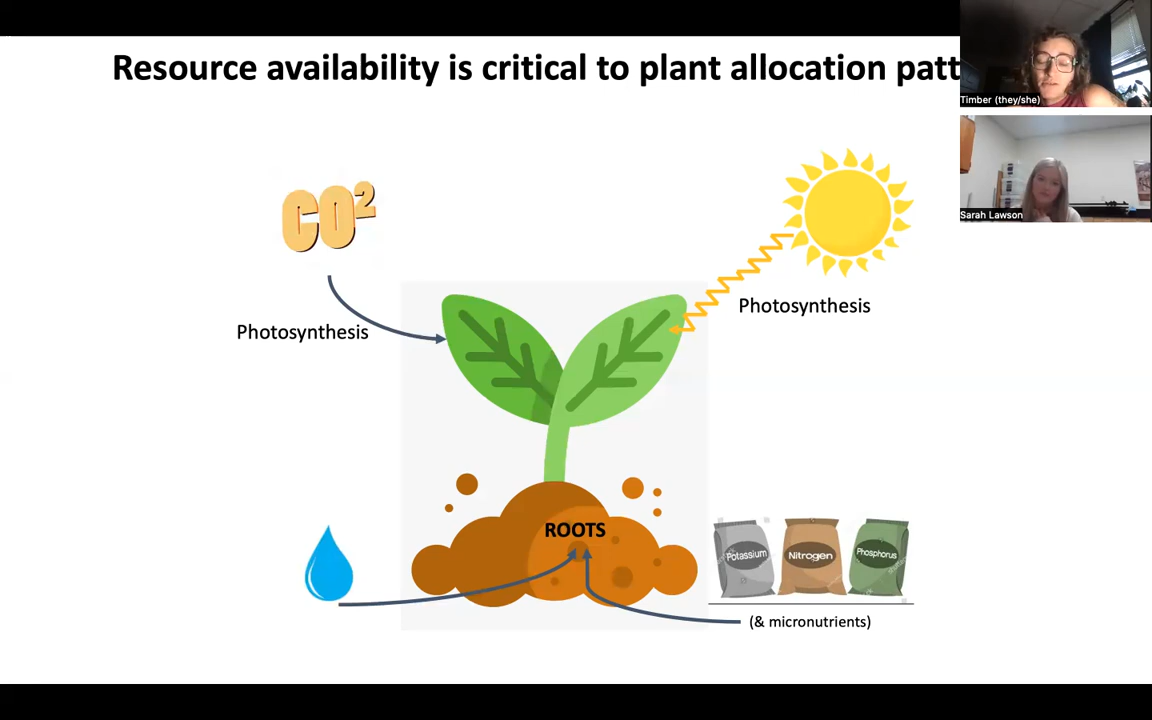 Resource availability is critical to plant allocation patt
Timber (they/she)
Sarah Lawson
CO²
Photosynthesis
Photosynthesis
ROOTS
Potassium
Nitrogen
Phosphorus
(& micronutrients)